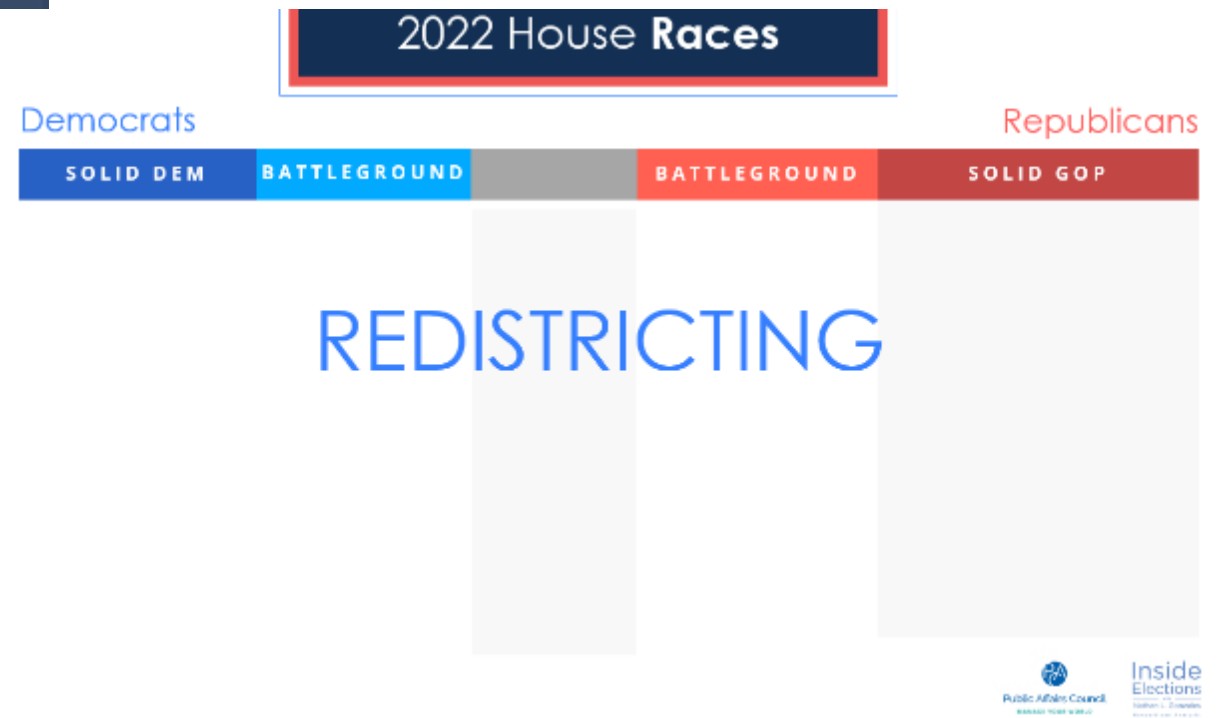 2022 House Races
Democrats
Republicans
SOLID DEM
BATTLEGROUND
BATTLEGROUND
SOLID GOP
REDISTRICTING
Public Affairs Council
Inside
Elections